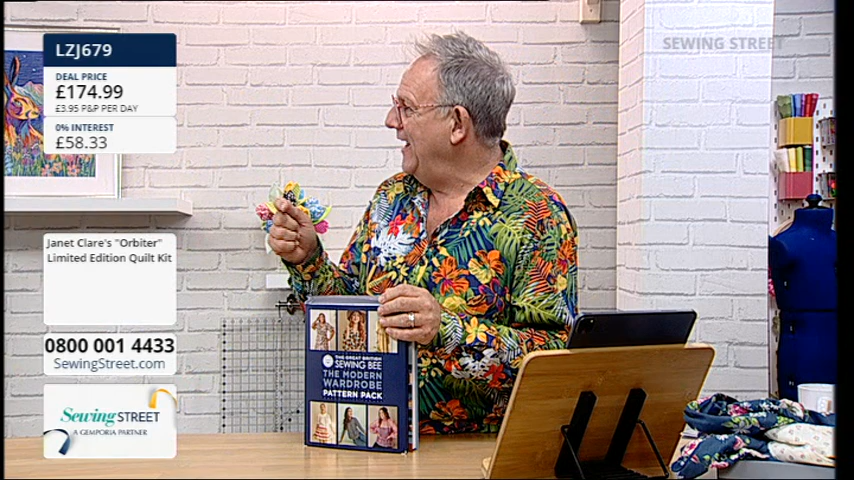 LZJ679
DEAL PRICE
£174.99
£3.95 P&P PER DAY
0% INTEREST
£58.33
Janet Clare's "Orbiter"
Limited Edition Quilt Kit
0800 001 4433
SewingStreet.com
Sewing STREET
A GEMPORIA PARTNER
SEWING STREET
THE GREAT BRITISH
SEWING BEE
THE MODERN
WARDROBE
PATTERN PACK